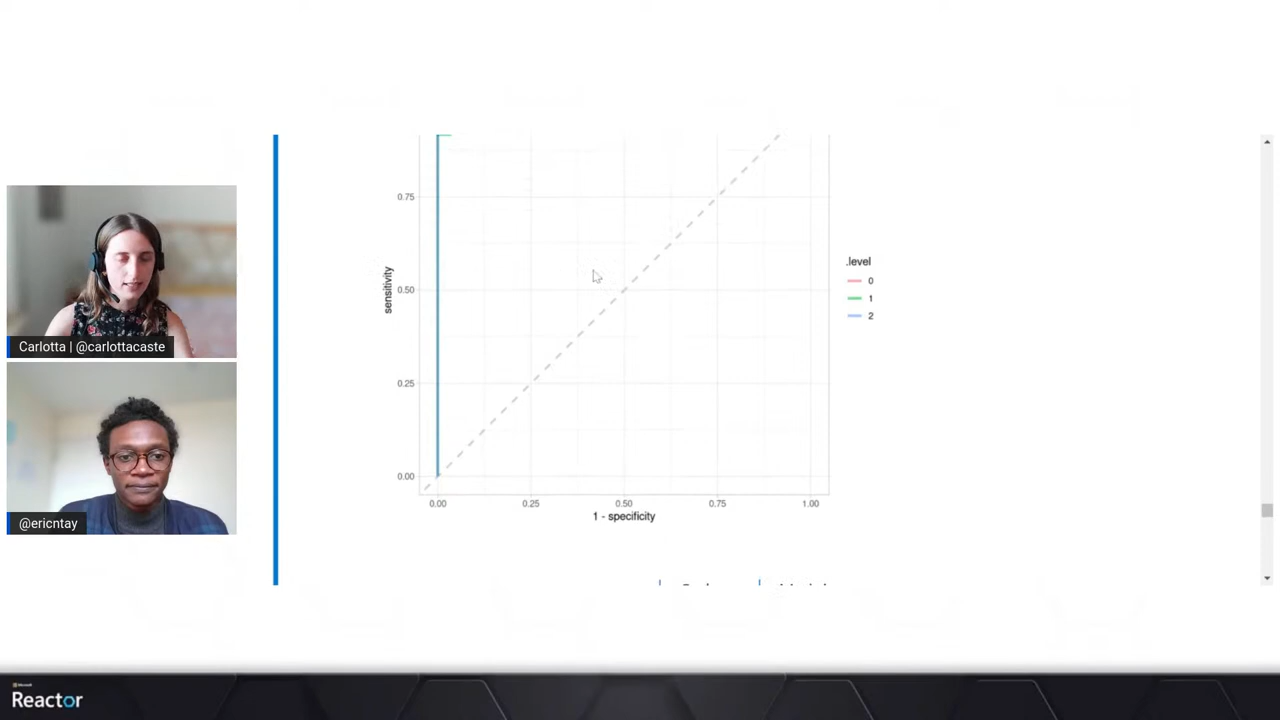 Carlotta | @carlottacaste
@ericntay
0.75
0.50
0.25
0.00
sensitivity
0.00 0.25 0.50 0.75 1.00
1 - specificity
.level
0
1
2
Microsoft
Reactor